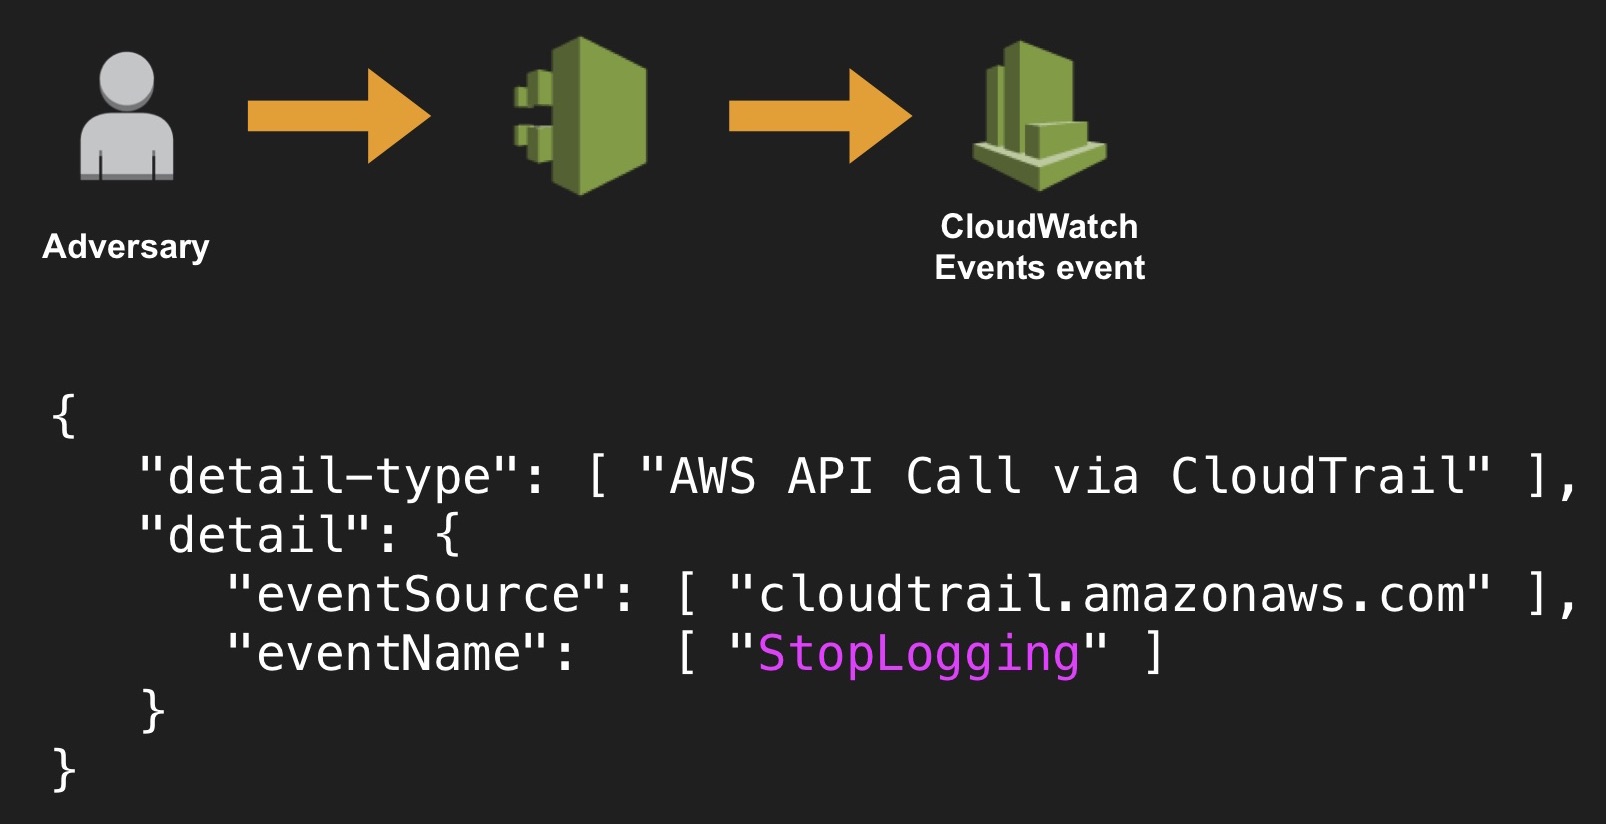 Adversary
CloudWatch
Events event
{
   "detail-type": [ "AWS API Call via CloudTrail" ],
   "detail": {
      "eventSource": [ "cloudtrail.amazonaws.com" ],
      "eventName":   [ "StopLogging" ]
   }
}